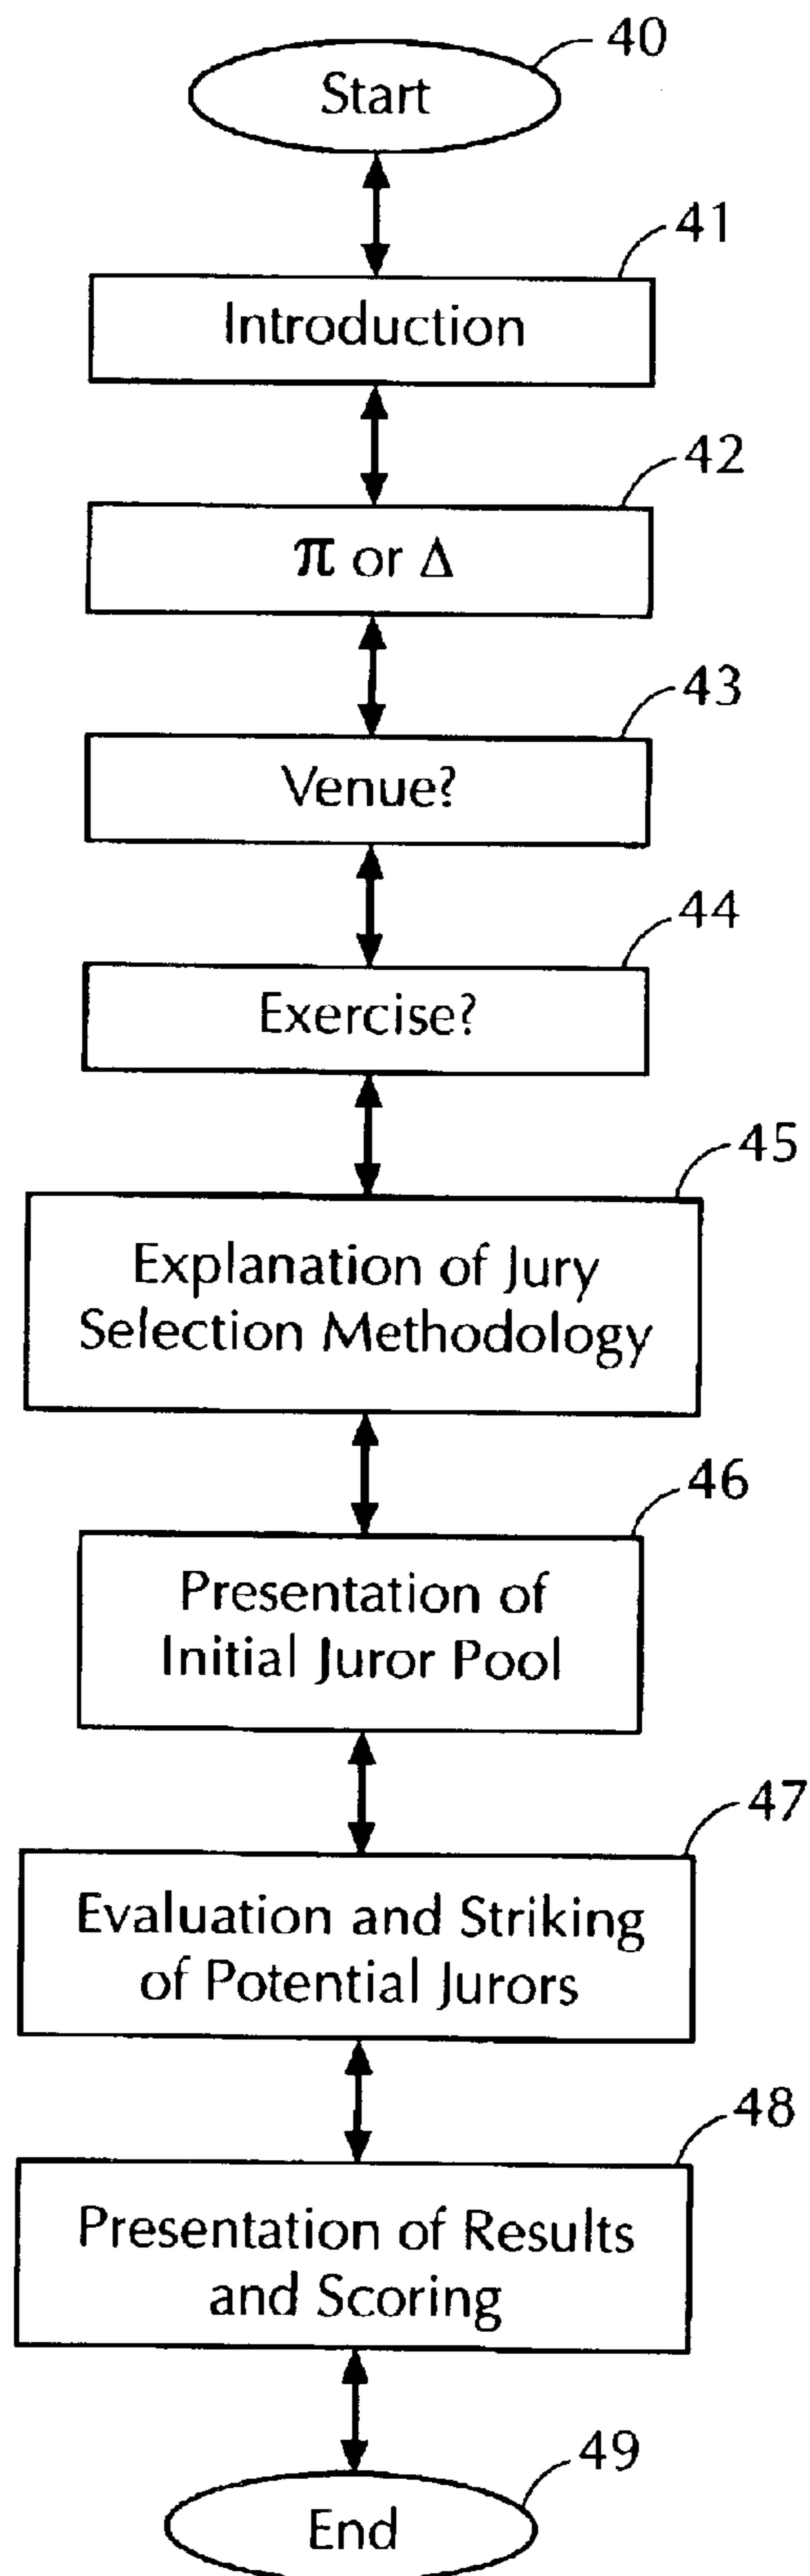 40
Start
41
Introduction
42
π or Δ
43
Venue?
44
Exercise?
45
Explanation of Jury
Selection Methodology
46
Presentation of
Initial Juror Pool
47
Evaluation and Striking
of Potential Jurors
48
Presentation of Results
and Scoring
49
End